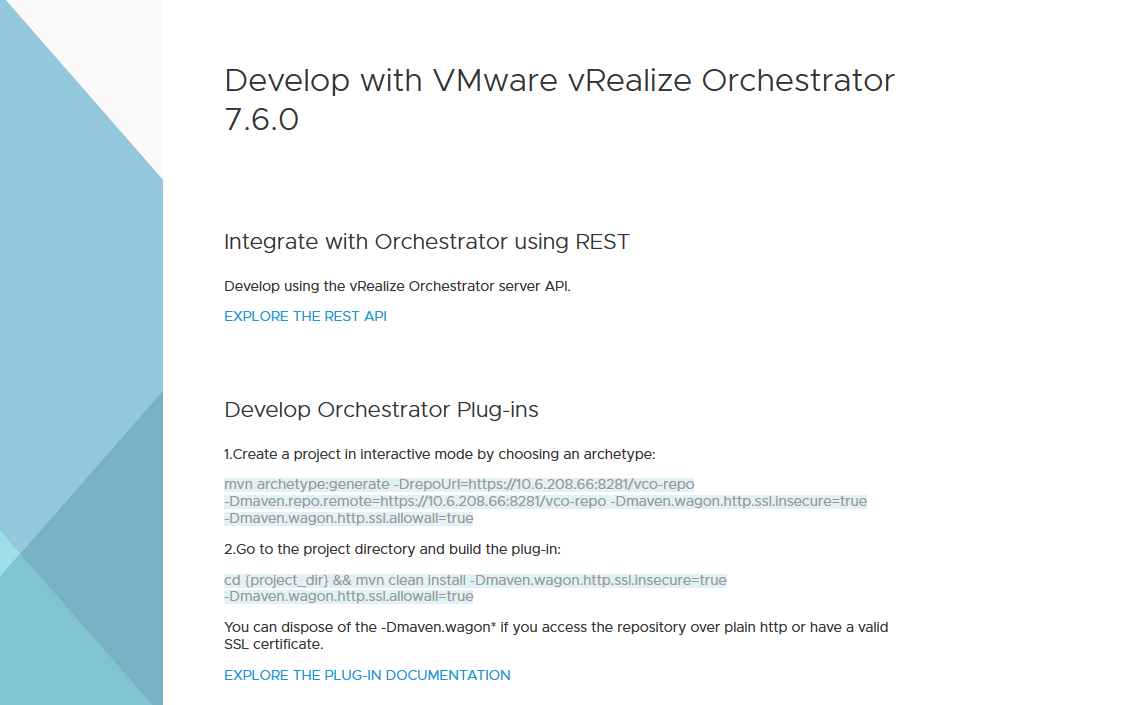 Develop with VMware vRealize Orchestrator
7.6.0
Integrate with Orchestrator using REST
Develop using the vRealize Orchestrator server API.
EXPLORE THE REST API
Develop Orchestrator Plug-ins
1.Create a project in interactive mode by choosing an archetype:
mvn archetype:generate -DrepoUrl=https://10.6.208.66:8281/vco-repo
-Dmaven.repo.remote=https://10.6.208.66:8281/vco-repo -Dmaven.wagon.http.ssl.insecure=true
-Dmaven.wagon.http.ssl.allowall=true
2.Go to the project directory and build the plug-in:
cd {project_dir} && mvn clean install -Dmaven.wagon.http.ssl.insecure=true
-Dmaven.wagon.http.ssl.allowall=true
You can dispose of the -Dmaven.wagon* if you access the repository over plain http or have a valid
SSL certificate.
EXPLORE THE PLUG-IN DOCUMENTATION